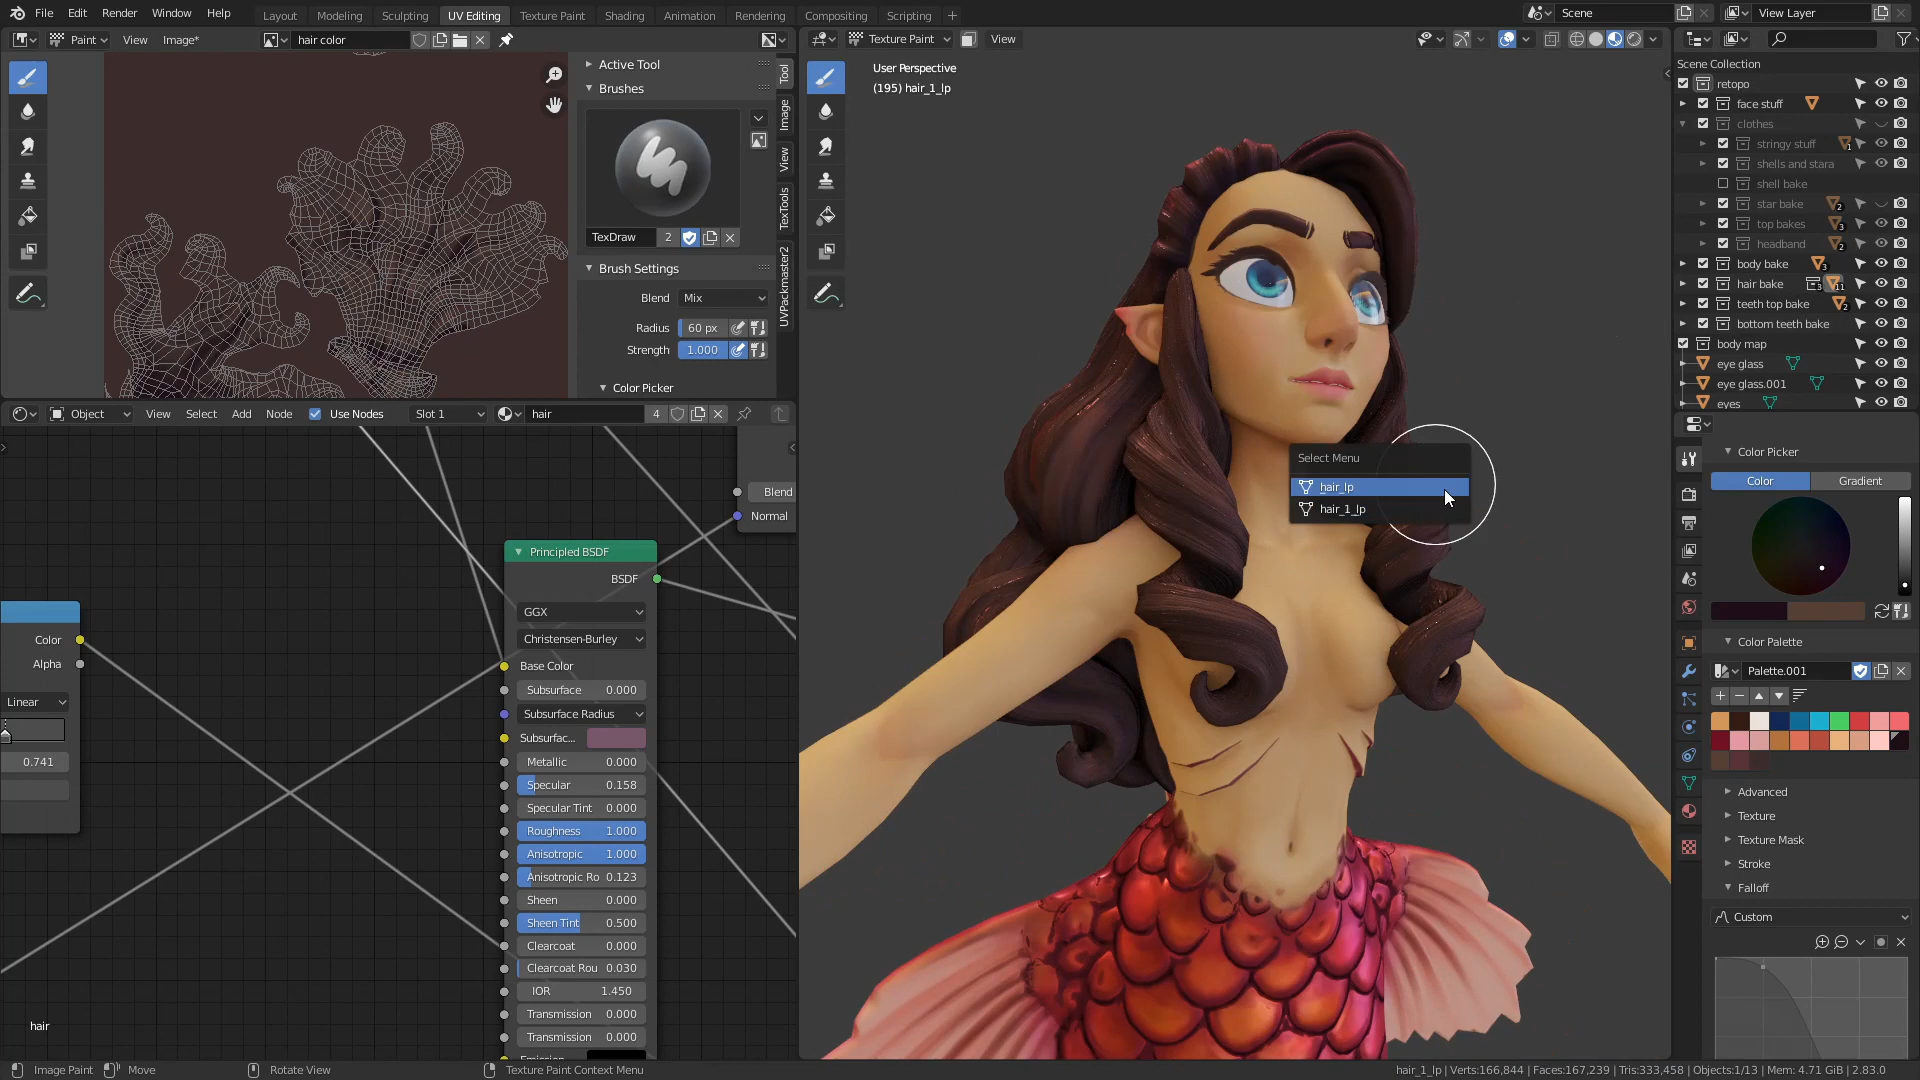 File Edit Render Window Help
Layout Modeling Sculpting UV Editing Texture Paint Shading Animation Rendering Compositing Scripting +
Scene
View Layer
Paint View Image* hair color
Texture Paint View
User Perspective
(195) hair_1_lp
Active Tool
Brushes
TexDraw 2
Brush Settings
Blend Mix
Radius 60 px
Strength 1.000
Color Picker
Tool
Image
View
TexTools
UVPackmaster2
Object View Select Add Node Use Nodes Slot 1 hair 4
Blend
Normal
Principled BSDF
BSDF
GGX
Christensen-Burley
Base Color
Subsurface 0.000
Subsurface Radius
Subsurfac...
Metallic 0.000
Specular 0.158
Specular Tint 0.000
Roughness 1.000
Anisotropic 1.000
Anisotropic Ro 0.123
Sheen 0.000
Sheen Tint 0.500
Clearcoat 0.000
Clearcoat Rou 0.030
IOR 1.450
Transmission 0.000
Transmission 0.000
Color
Alpha
Linear
0.741
hair
Select Menu
hair_lp
hair_1_lp
Scene Collection
retopo
face stuff
clothes
stringy stuff 1
shells and stara
shell bake
star bake 2
top bakes 3
headband 2
body bake 3
hair bake 3 11
teeth top bake 2
bottom teeth bake
body map
eye glass
eye glass.001
eyes
Color Picker
Color Gradient
Color Palette
Palette.001
Advanced
Texture
Texture Mask
Stroke
Falloff
Custom
Image Paint Move Rotate View Texture Paint Context Menu
hair_1_lp | Verts:166,844 | Faces:167,239 | Tris:333,458 | Objects:1/13 | Mem: 4.71 GiB | 2.83.0